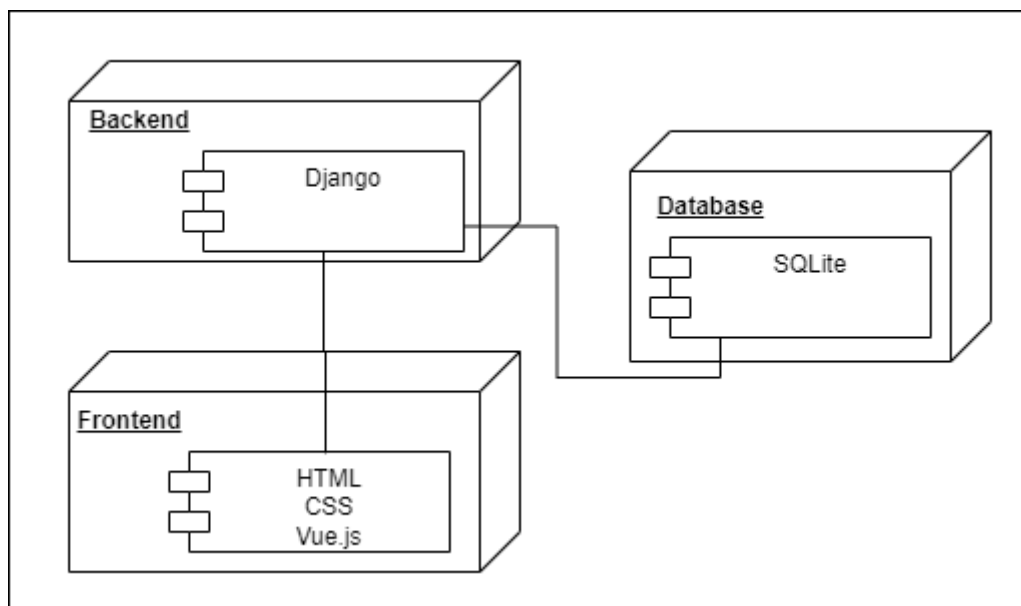 Backend
Django
Database
SQLite
Frontend
HTML
CSS
Vue.js